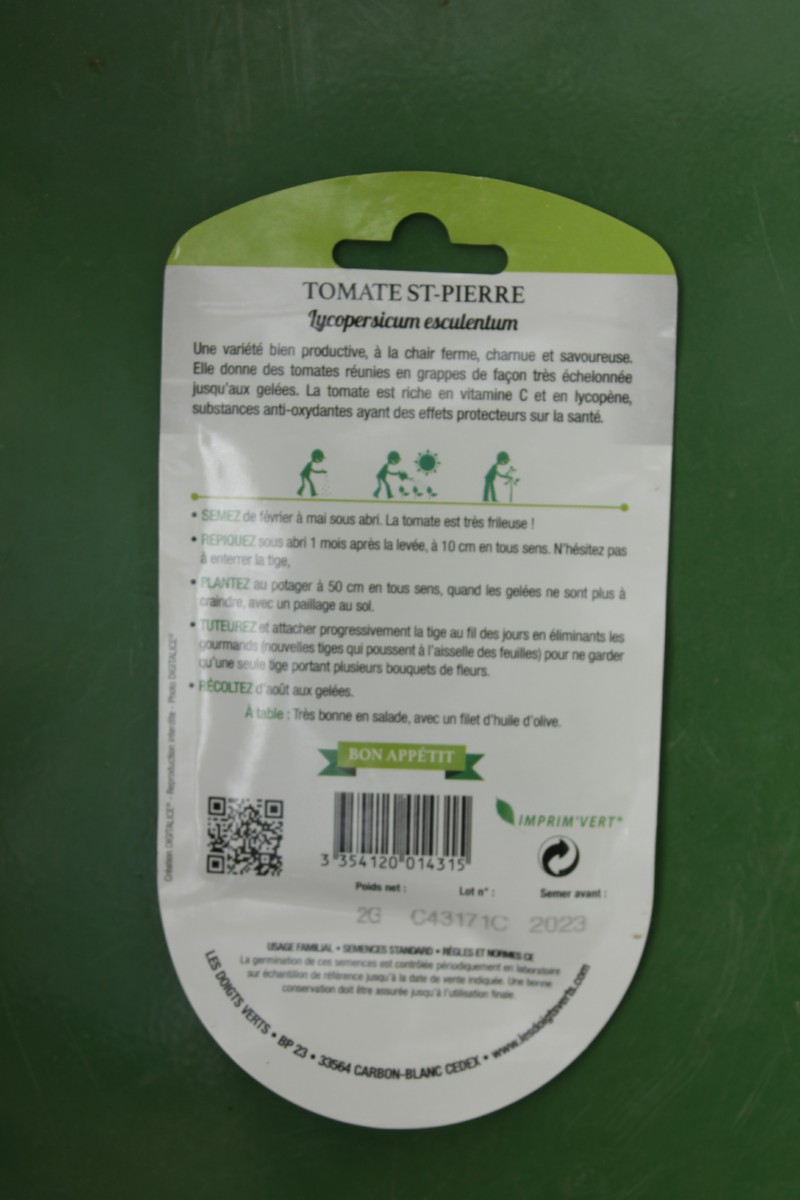 TOMATE ST-PIERRE
Lycopersicum esculentum
Une variété bien productive, à la chair ferme, charnue et savoureuse.
Elle donne des tomates réunies en grappes de façon très échelonnée
jusqu'aux gelées. La tomate est riche en vitamine C et en lycopène,
substances anti-oxydantes ayant des effets protecteurs sur la santé.
• SEMEZ de février à mai sous abri. La tomate est très frileuse !
• REPIQUEZ sous abri 1 mois après la levée, à 10 cm en tous sens. N'hésitez pas
à enterrer la tige,
• PLANTEZ au potager à 50 cm en tous sens, quand les gelées ne sont plus à
craindre, avec un paillage au sol.
• TUTEUREZ et attacher progressivement la tige au fil des jours en éliminants les
gourmands (nouvelles tiges qui poussent à l'aisselle des feuilles) pour ne garder
qu'une seule tige portant plusieurs bouquets de fleurs.
• RÉCOLTEZ d'août aux gelées.
À table : Très bonne en salade, avec un filet d'huile d'olive.
BON APPÉTIT
Création DIGITALICE® - Reproduction interdite - Photo DIGITALICE®
IMPRIM'VERT®
3 354120 014315
Poids net : Lot n° : Semer avant :
2G C43171C 2023
USAGE FAMILIAL • SEMENCES STANDARD • RÈGLES ET NORMES CE
La germination de ces semences est contrôlée périodiquement en laboratoire
sur échantillon de référence jusqu'à la date de vente indiquée. Une bonne
conservation doit être assurée jusqu'à l'utilisation finale.
LES DOIGTS VERTS • BP 23 • 33564 CARBON-BLANC CEDEX • www.lesdoigtsverts.com